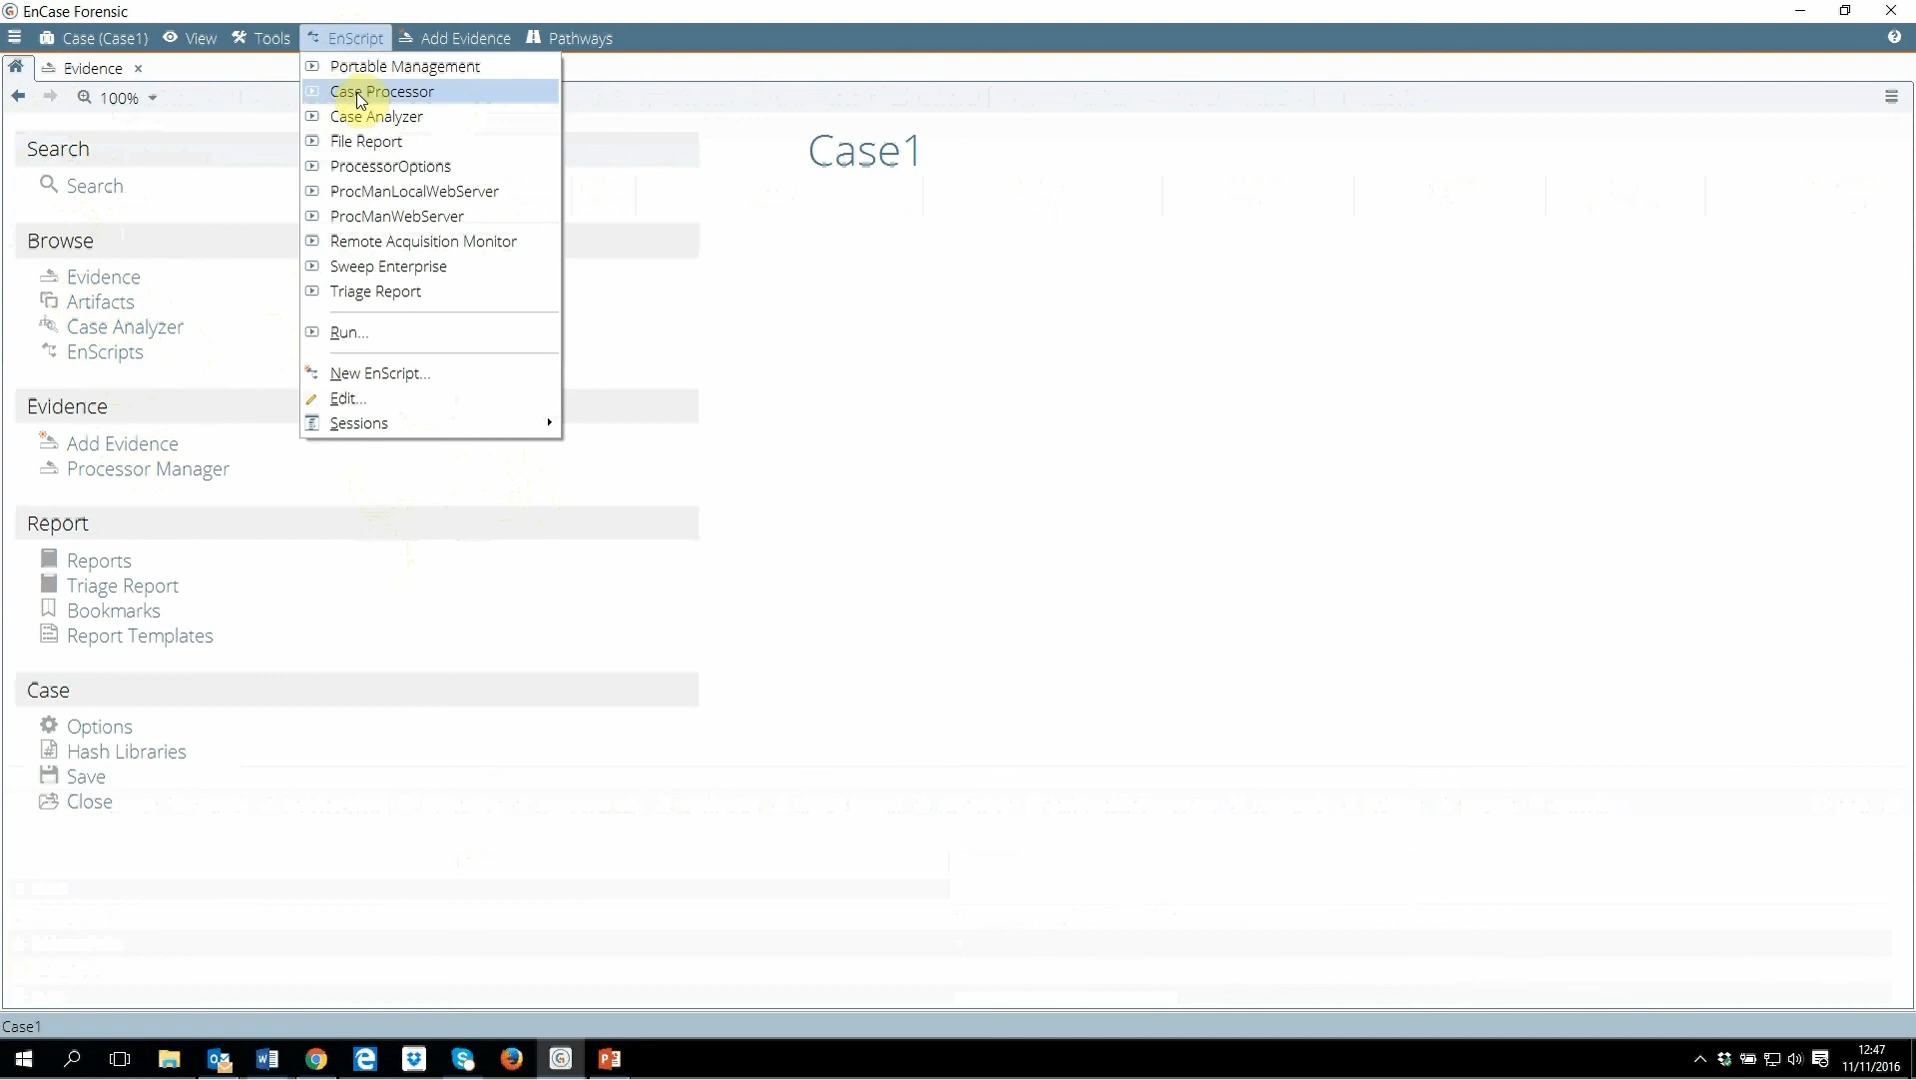 EnCase Forensic
Case (Case1) View Tools EnScript Add Evidence Pathways
Evidence
100%
Portable Management
Case Processor
Case Analyzer
File Report
ProcessorOptions
ProcManLocalWebServer
ProcManWebServer
Remote Acquisition Monitor
Sweep Enterprise
Triage Report
Run...
New EnScript...
Edit...
Sessions
Case1
Search
Search
Browse
Evidence
Artifacts
Case Analyzer
EnScripts
Evidence
Add Evidence
Processor Manager
Report
Reports
Triage Report
Bookmarks
Report Templates
Case
Options
Hash Libraries
Save
Close
Case1
12:47
11/11/2016